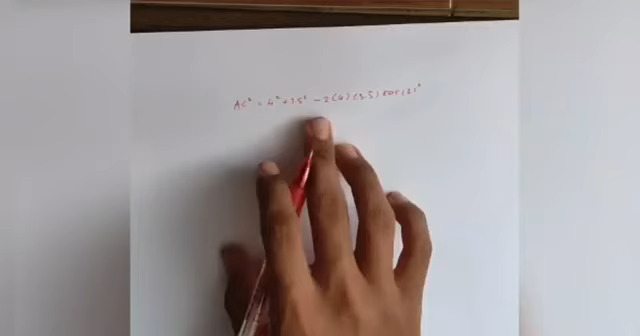 AC² = 4² + 3.5² - 2(4)(3.5) cos 121°